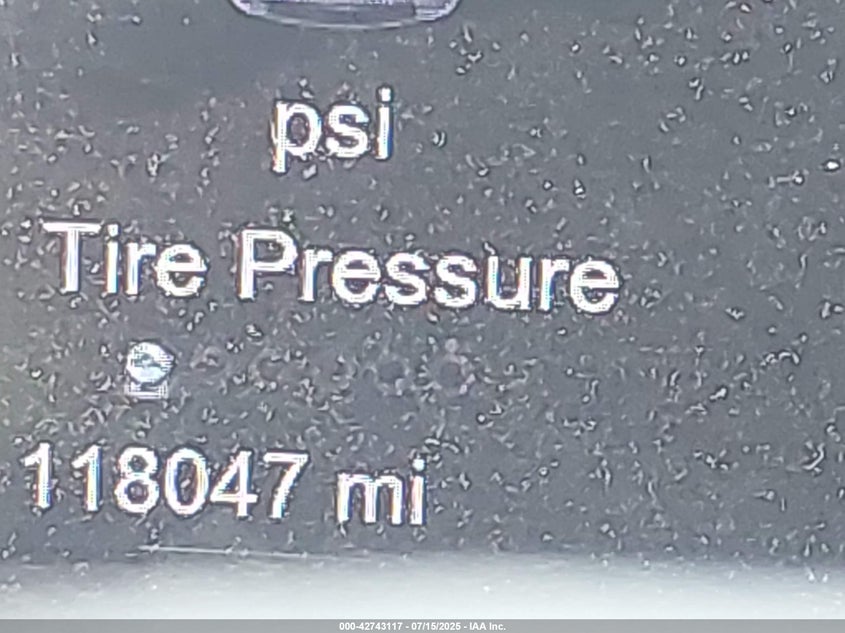 psi
Tire Pressure
118047 mi
000-42743117 - 07/15/2025 - IAA Inc.